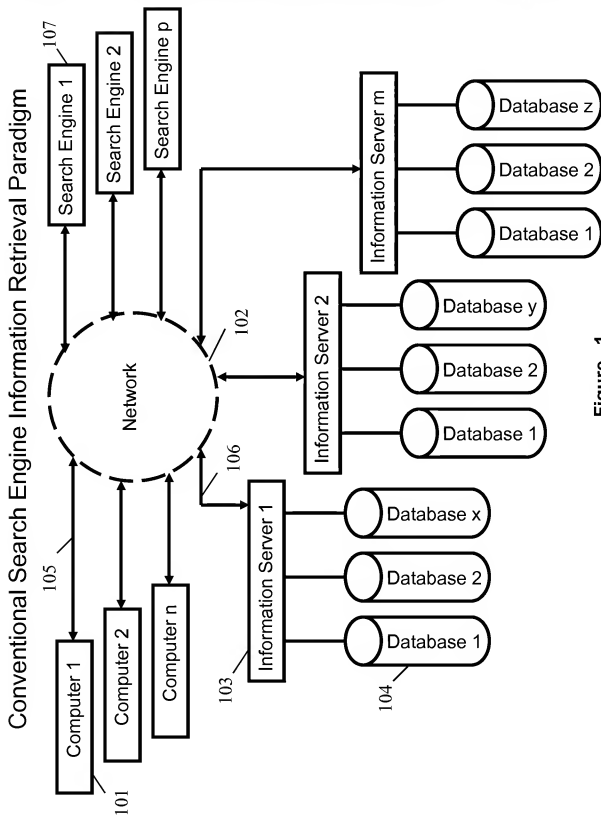 Conventional Search Engine Information Retrieval Paradigm
Computer 1
Computer 2
Computer n
101
105
Network
102
106
Search Engine 1
Search Engine 2
Search Engine p
107
Information Server 1
103
Database 1
Database 2
Database x
104
Information Server 2
Database 1
Database 2
Database y
Information Server m
Database 1
Database 2
Database z
Figure 1